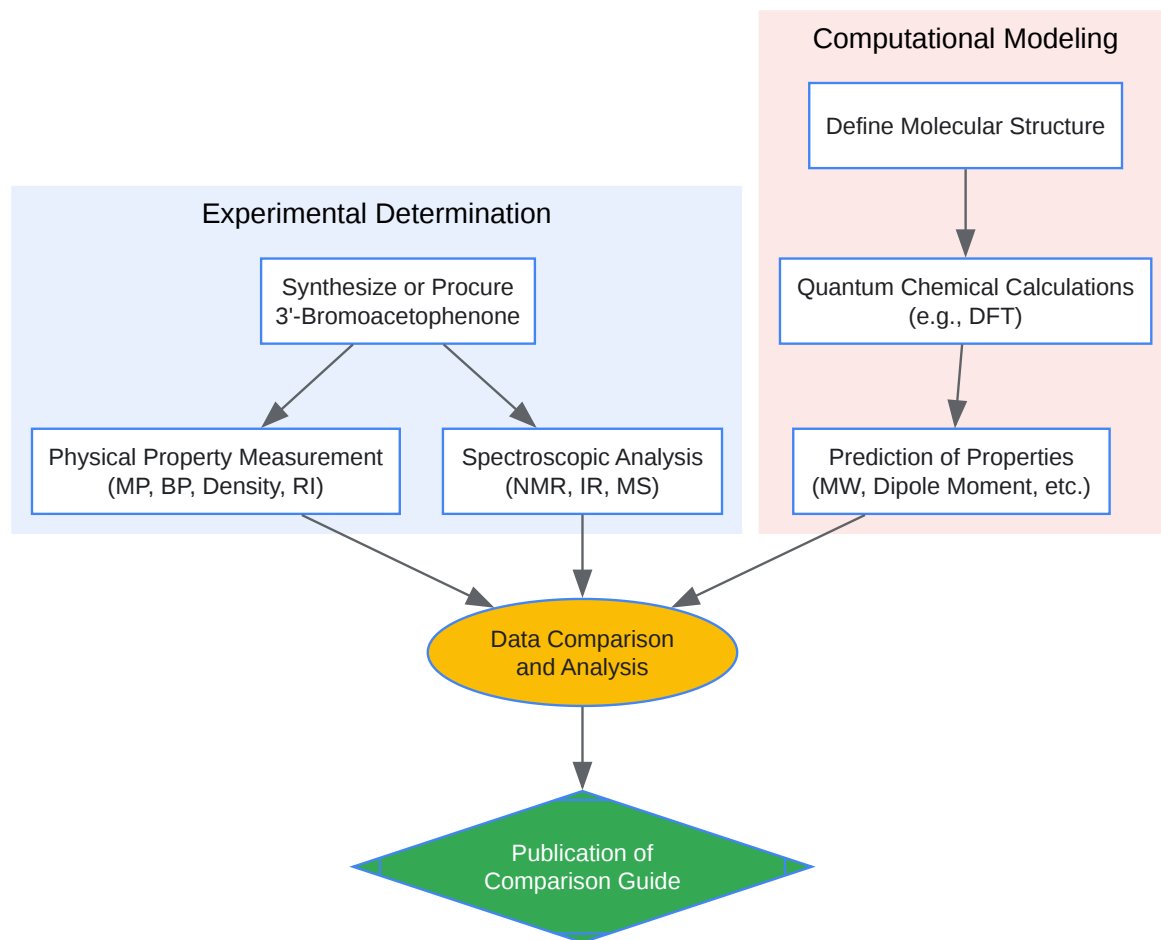 Computational Modeling
Define Molecular Structure
Quantum Chemical Calculations
(e.g., DFT)
Prediction of Properties
(MW, Dipole Moment, etc.)
Experimental Determination
Synthesize or Procure
3'-Bromoacetophenone
Physical Property Measurement
(MP, BP, Density, RI)
Spectroscopic Analysis
(NMR, IR, MS)
Data Comparison
and Analysis
Publication of
Comparison Guide